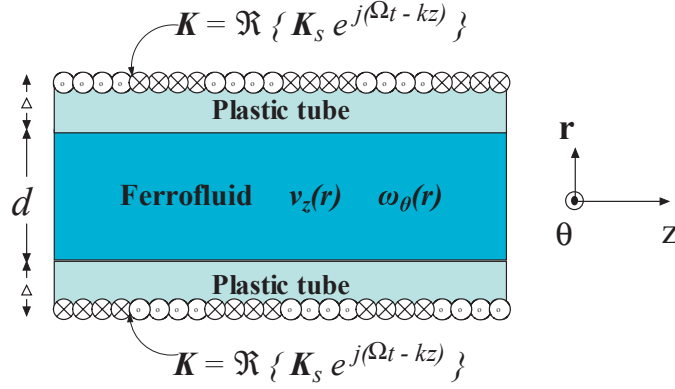 K = ℜ { K_s e^{j(Ωt - kz)} }
Δ
Plastic tube
d
Ferrofluid v_z(r) ω_θ(r)
r
θ z
Δ
Plastic tube
K = ℜ { K_s e^{j(Ωt - kz)} }